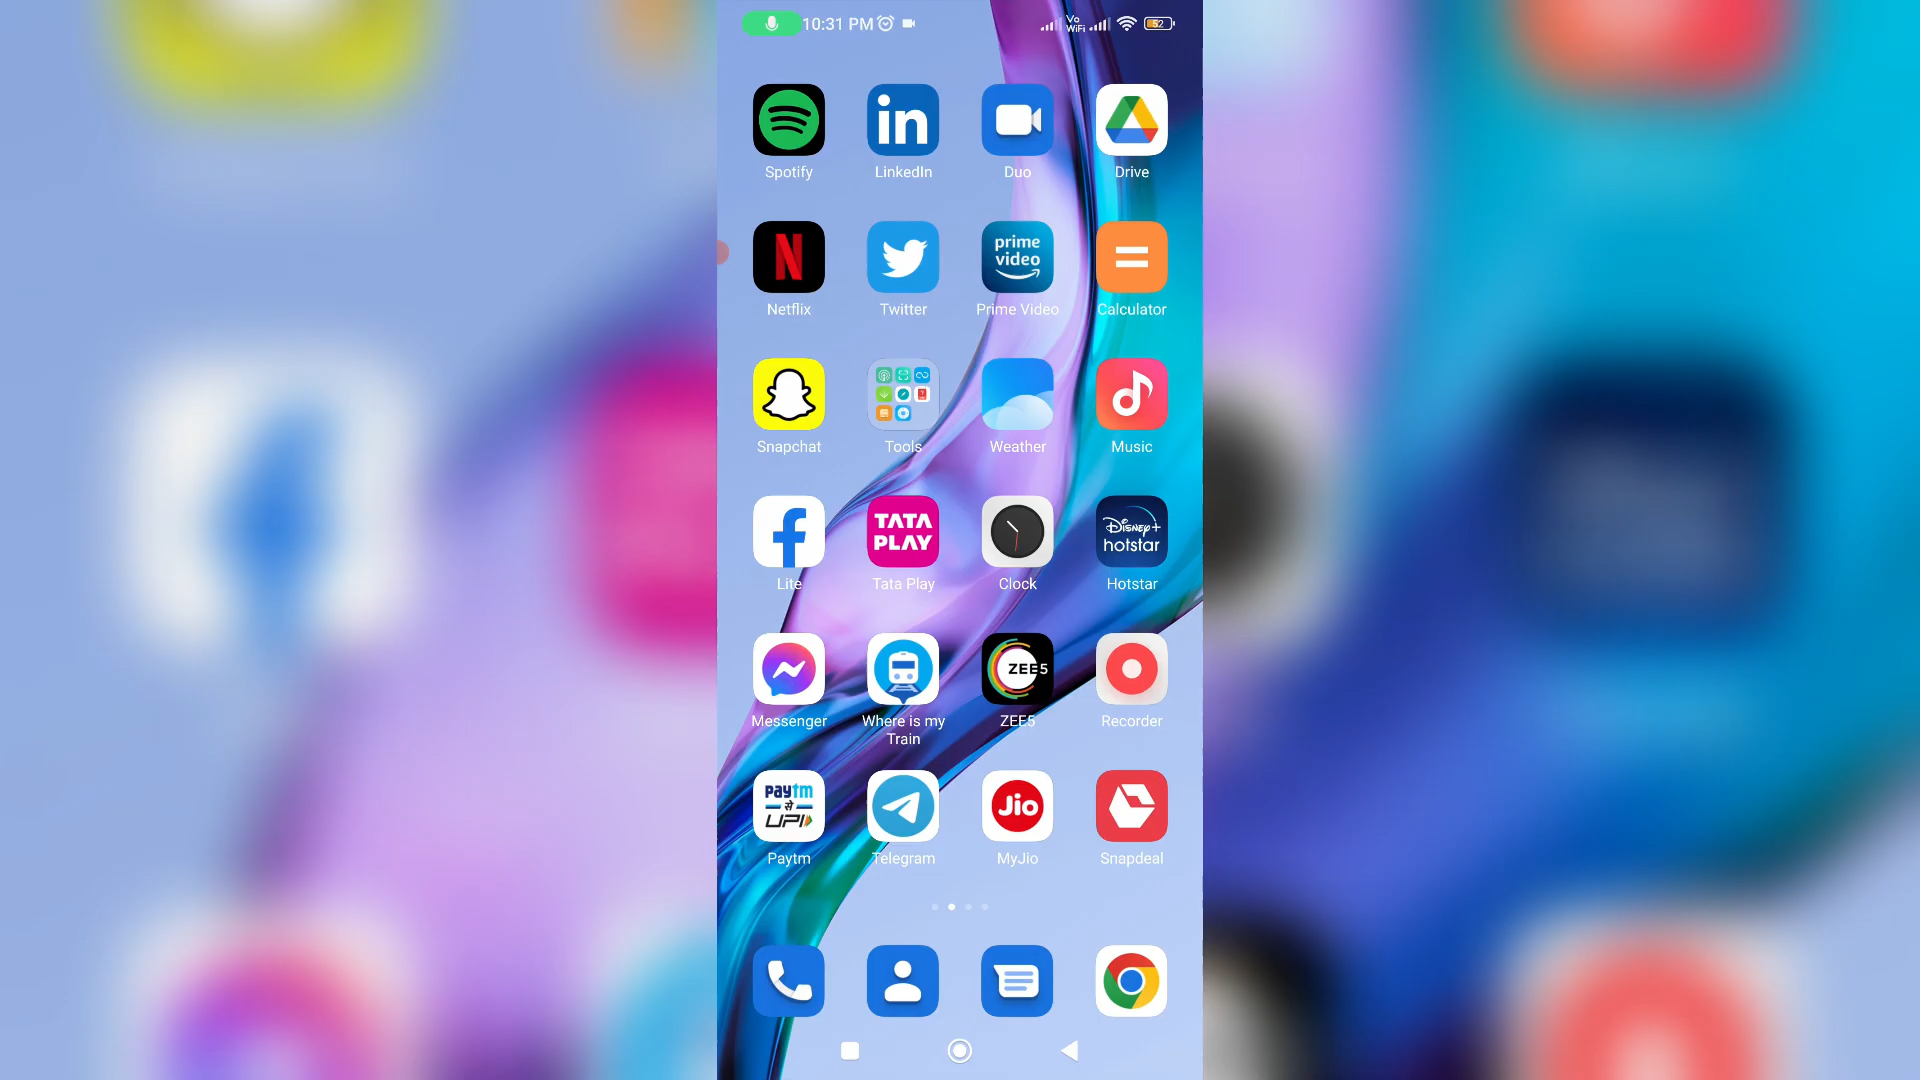 10:31 PM
Vo
WiFi
52
in
Spotify
LinkedIn
Duo
Drive
N
prime
video
Netflix
Twitter
Prime Video
Calculator
Snapchat
Tools
Weather
Music
f
TATA
PLAY
Disney+
hotstar
Lite
Tata Play
Clock
Hotstar
ZEE5
Messenger
Where is my
Train
ZEE5
Recorder
paytm
से
UPI
Jio
Paytm
Telegram
MyJio
Snapdeal